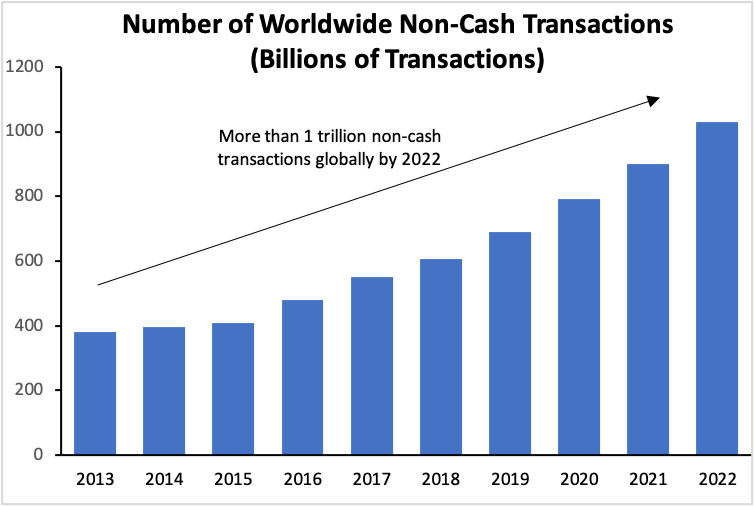 Number of Worldwide Non-Cash Transactions
(Billions of Transactions)
1200
1000
800
600
400
200
0
More than 1 trillion non-cash
transactions globally by 2022
2013 2014 2015 2016 2017 2018 2019 2020 2021 2022